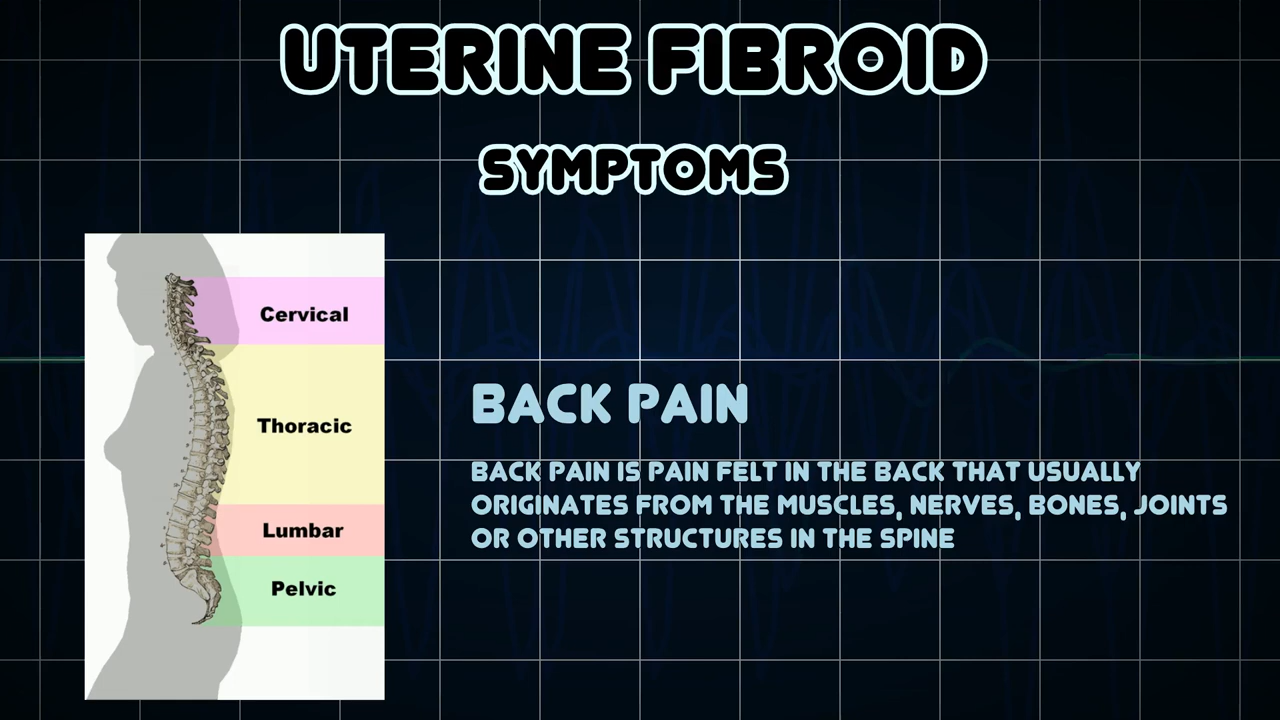 UTERINE FIBROID
SYMPTOMS
Cervical
Thoracic
Lumbar
Pelvic
BACK PAIN
BACK PAIN IS PAIN FELT IN THE BACK THAT USUALLY
ORIGINATES FROM THE MUSCLES, NERVES, BONES, JOINTS
OR OTHER STRUCTURES IN THE SPINE